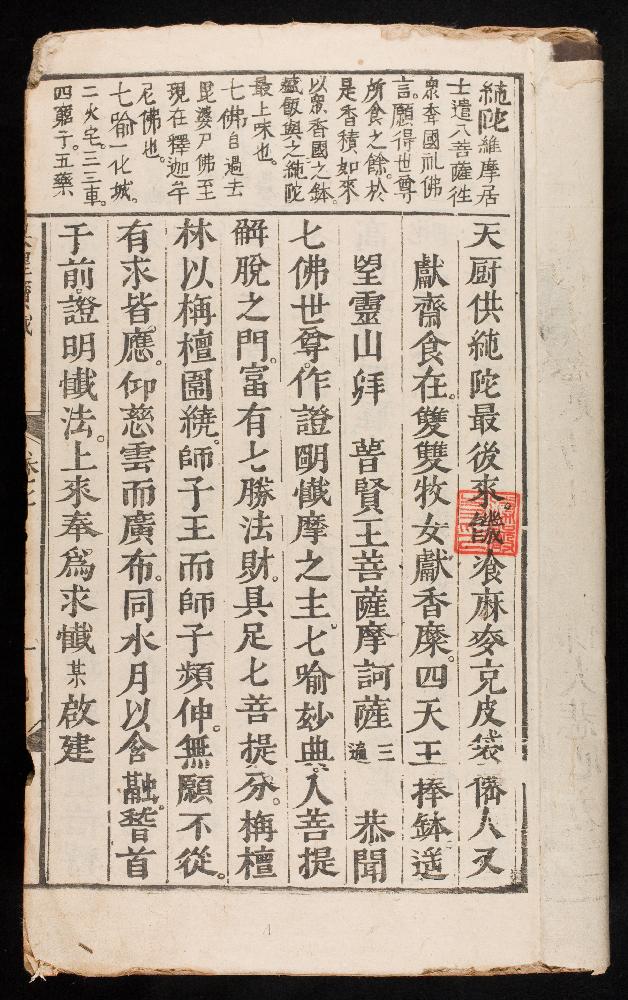 純陀 維摩居
士遣八菩薩往
衆香國礼佛
言。願得世尊
所食之餘於
是香積如來
以衆香國之鉢。
盛飯與之純陀
最上味也。
七佛 自過去
毘婆尸佛至
現在釋迦牟
尼佛也。
七喻 一化城。
二火宅。三三車。
四窮子。五藥
天厨供純陀最後來。饑飡麻麥克皮袋 僊人又
獻齋食在。雙雙牧女獻香糜。四天王捧鉢遥
望靈山拜 普賢王菩薩摩訶薩 三遍 恭聞
七佛世尊。作證明懺摩之主。七喻玅典。入菩提
解脫之門。富有七勝法財。具足七菩提分。栴檀
林以栴檀圍繞。師子王而師子頻伸。無願不從。
有求皆應。仰慈雲而廣布。同水月以含融。稽首
于前。證明懺法。上來奉爲求懺 某 啟建
卷七